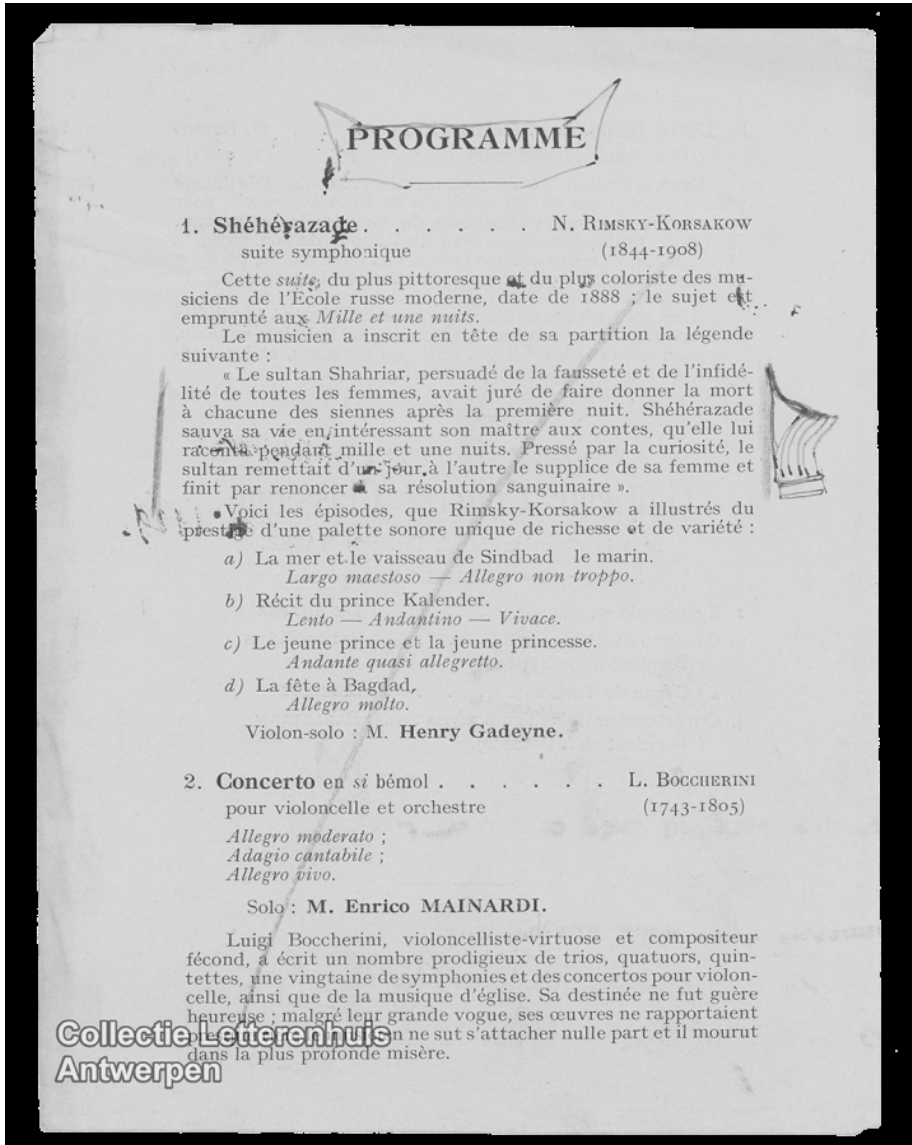 PROGRAMME
1. Shéhérazade . . . . . . N. RIMSKY-KORSAKOW
suite symphonique (1844-1908)
Cette suite, du plus pittoresque et du plus coloriste des mu-
siciens de l'École russe moderne, date de 1888 ; le sujet est
emprunté aux Mille et une nuits.
Le musicien a inscrit en tête de sa partition la légende
suivante :
« Le sultan Shahriar, persuadé de la fausseté et de l'infidé-
lité de toutes les femmes, avait juré de faire donner la mort
à chacune des siennes après la première nuit. Shéhérazade
sauva sa vie en intéressant son maître aux contes, qu'elle lui
raconta pendant mille et une nuits. Pressé par la curiosité, le
sultan remettait d'un jour à l'autre le supplice de sa femme et
finit par renoncer à sa résolution sanguinaire ».
Voici les épisodes, que Rimsky-Korsakow a illustrés du
prestige d'une palette sonore unique de richesse et de variété :
a) La mer et le vaisseau de Sindbad le marin.
Largo maestoso — Allegro non troppo.
b) Récit du prince Kalender.
Lento — Andantino — Vivace.
c) Le jeune prince et la jeune princesse.
Andante quasi allegretto.
d) La fête à Bagdad,
Allegro molto.
Violon-solo : M. Henry Gadeyne.
2. Concerto en si bémol . . . . . . L. BOCCHERINI
pour violoncelle et orchestre (1743-1805)
Allegro moderato ;
Adagio cantabile ;
Allegro vivo.
Solo : M. Enrico MAINARDI.
Luigi Boccherini, violoncelliste-virtuose et compositeur
fécond, a écrit un nombre prodigieux de trios, quatuors, quin-
tettes, une vingtaine de symphonies et des concertos pour violon-
celle, ainsi que de la musique d'église. Sa destinée ne fut guère
heureuse ; malgré leur grande vogue, ses œuvres ne rapportaient
ne sut s'attacher nulle part et il mourut
dans la plus profonde misère.
Collectie Letterenhuis
Antwerpen